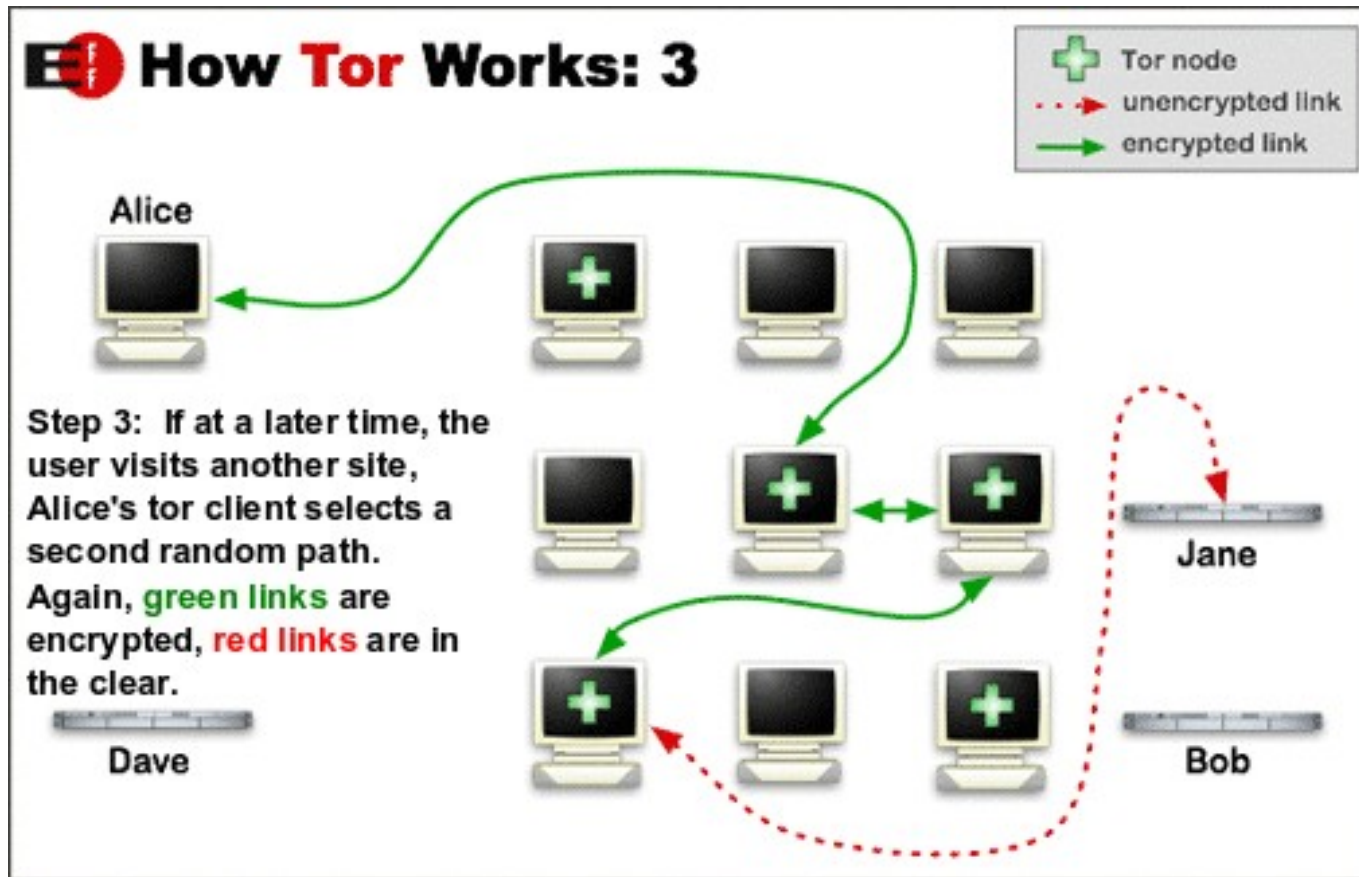 EFF How Tor Works: 3
Tor node
unencrypted link
encrypted link
Alice
Step 3: If at a later time, the
user visits another site,
Alice's tor client selects a
second random path.
Again, green links are
encrypted, red links are in
the clear.
Jane
Dave
Bob